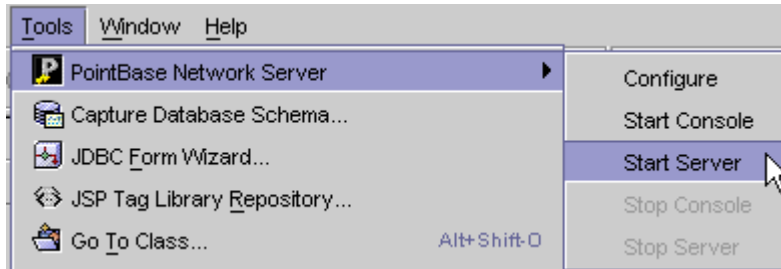 Tools Window Help
PointBase Network Server
Capture Database Schema...
JDBC Form Wizard...
JSP Tag Library Repository...
Go To Class... Alt+Shift-O
Configure
Start Console
Start Server
Stop Console
Stop Server